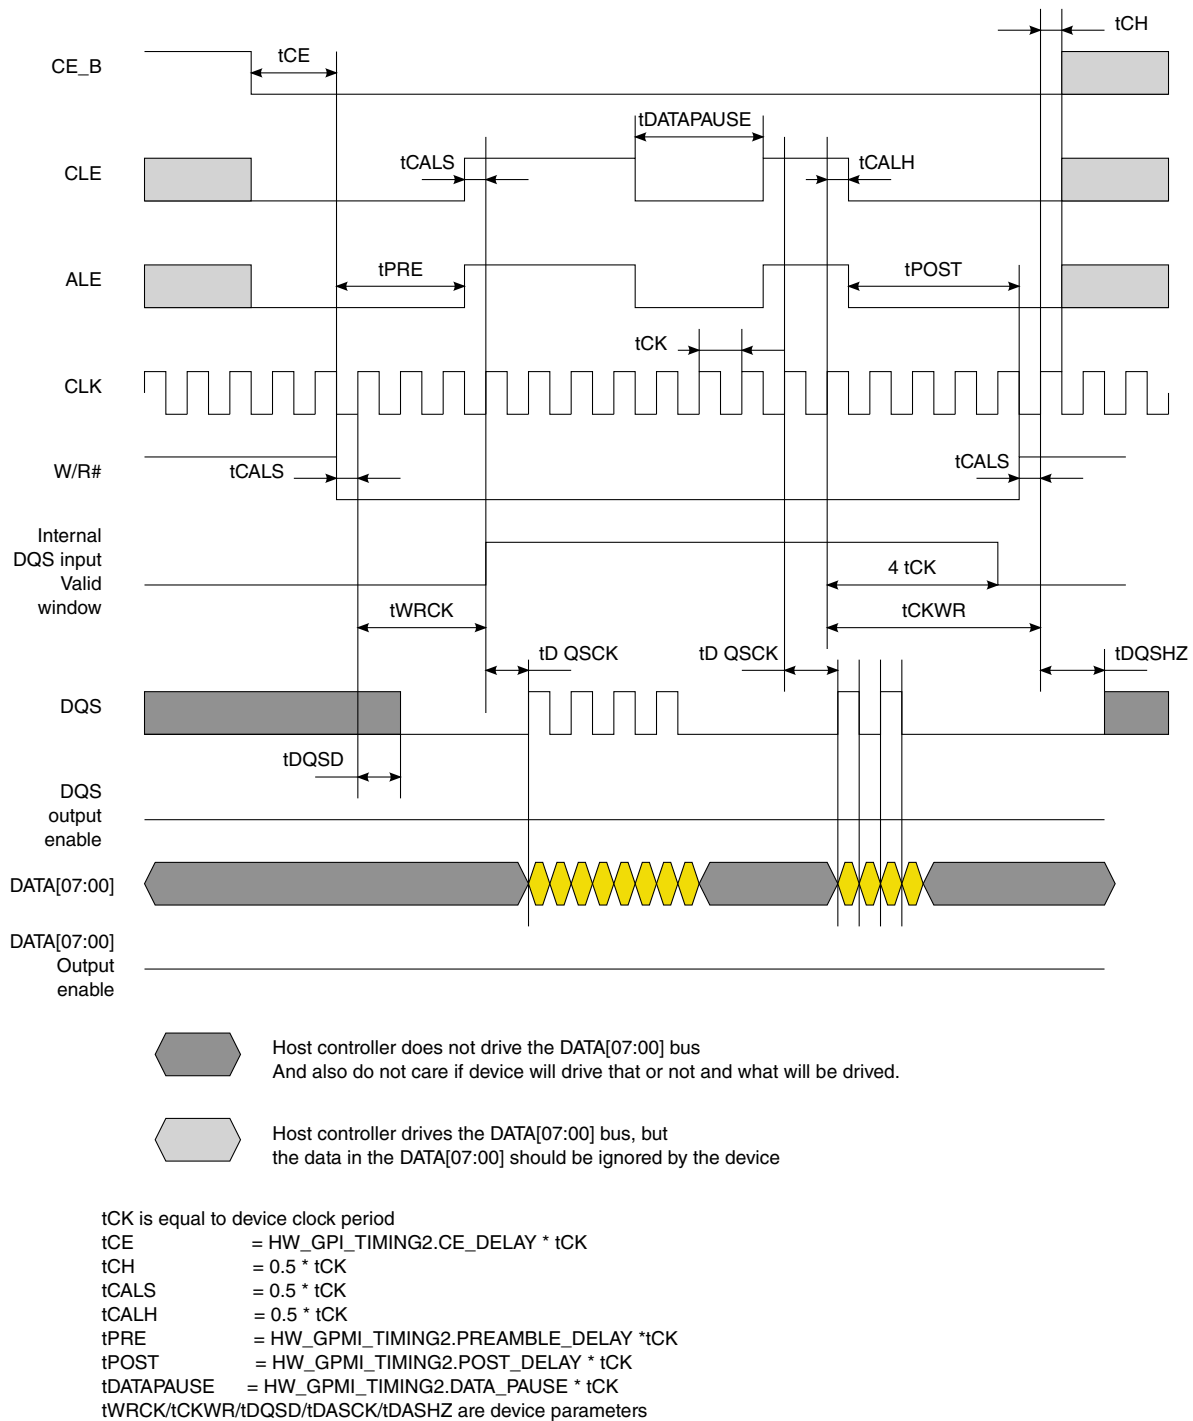 tCH
CE_B
tCE
tDATAPAUSE
CLE
tCALS
tCALH
ALE
tPRE
tPOST
tCK
CLK
W/R#
tCALS
tCALS
Internal
DQS input
Valid
window
4 tCK
tWRCK
tCKWR
tD QSCK
tD QSCK
tDQSHZ
DQS
tDQSD
DQS
output
enable
DATA[07:00]
DATA[07:00]
Output
enable
Host controller does not drive the DATA[07:00] bus
And also do not care if device will drive that or not and what will be drived.
Host controller drives the DATA[07:00] bus, but
the data in the DATA[07:00] should be ignored by the device
tCK is equal to device clock period
tCE = HW_GPI_TIMING2.CE_DELAY * tCK
tCH = 0.5 * tCK
tCALS = 0.5 * tCK
tCALH = 0.5 * tCK
tPRE = HW_GPMI_TIMING2.PREAMBLE_DELAY *tCK
tPOST = HW_GPMI_TIMING2.POST_DELAY * tCK
tDATAPAUSE = HW_GPMI_TIMING2.DATA_PAUSE * tCK
tWRCK/tCKWR/tDQSD/tDASCK/tDASHZ are device parameters